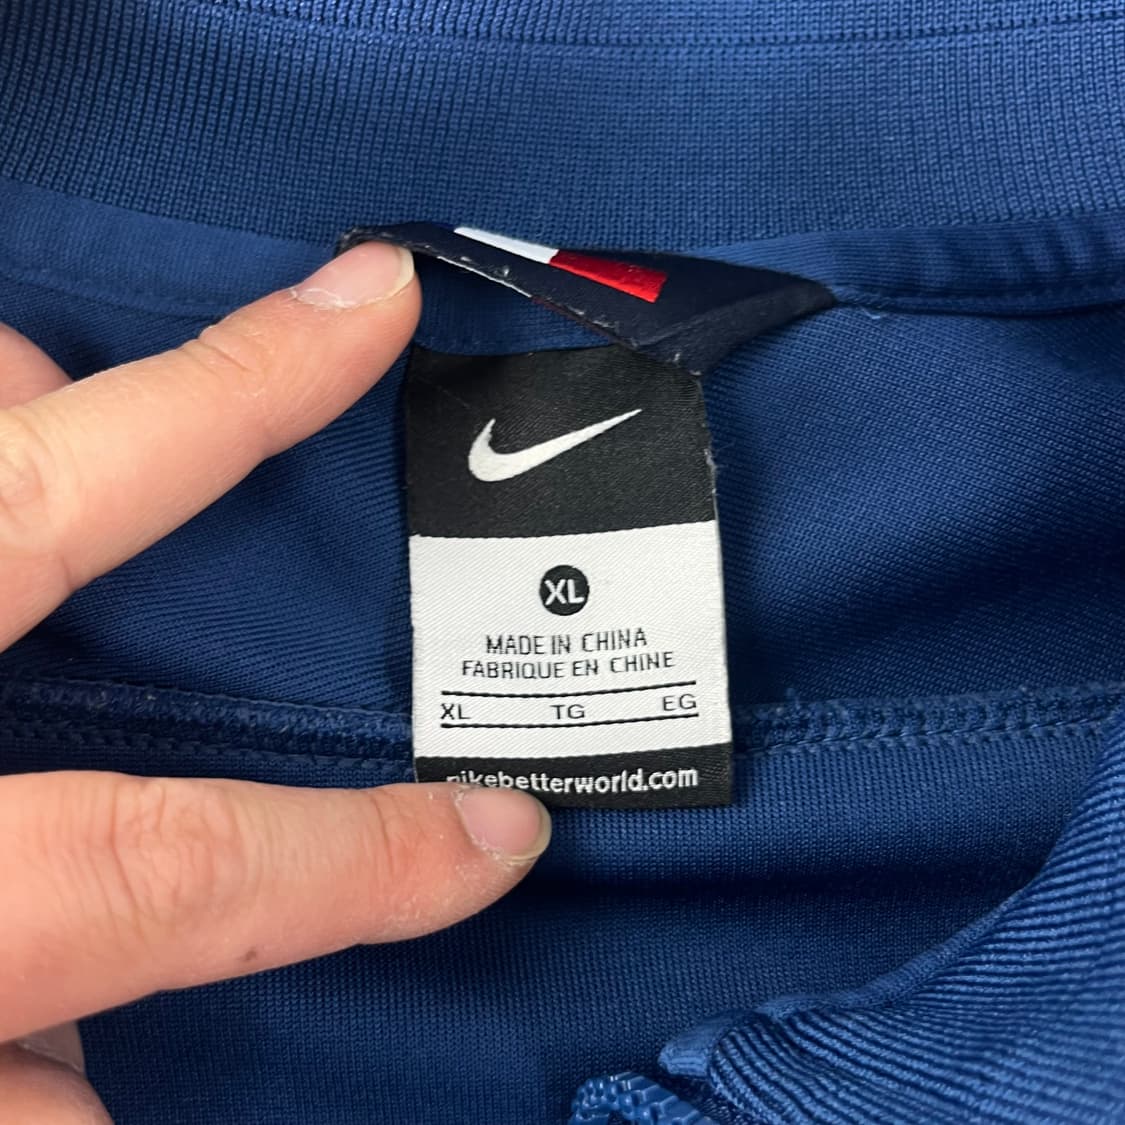 XL
MADE IN CHINA
FABRIQUE EN CHINE
XL TG EG
nikebetterworld.com